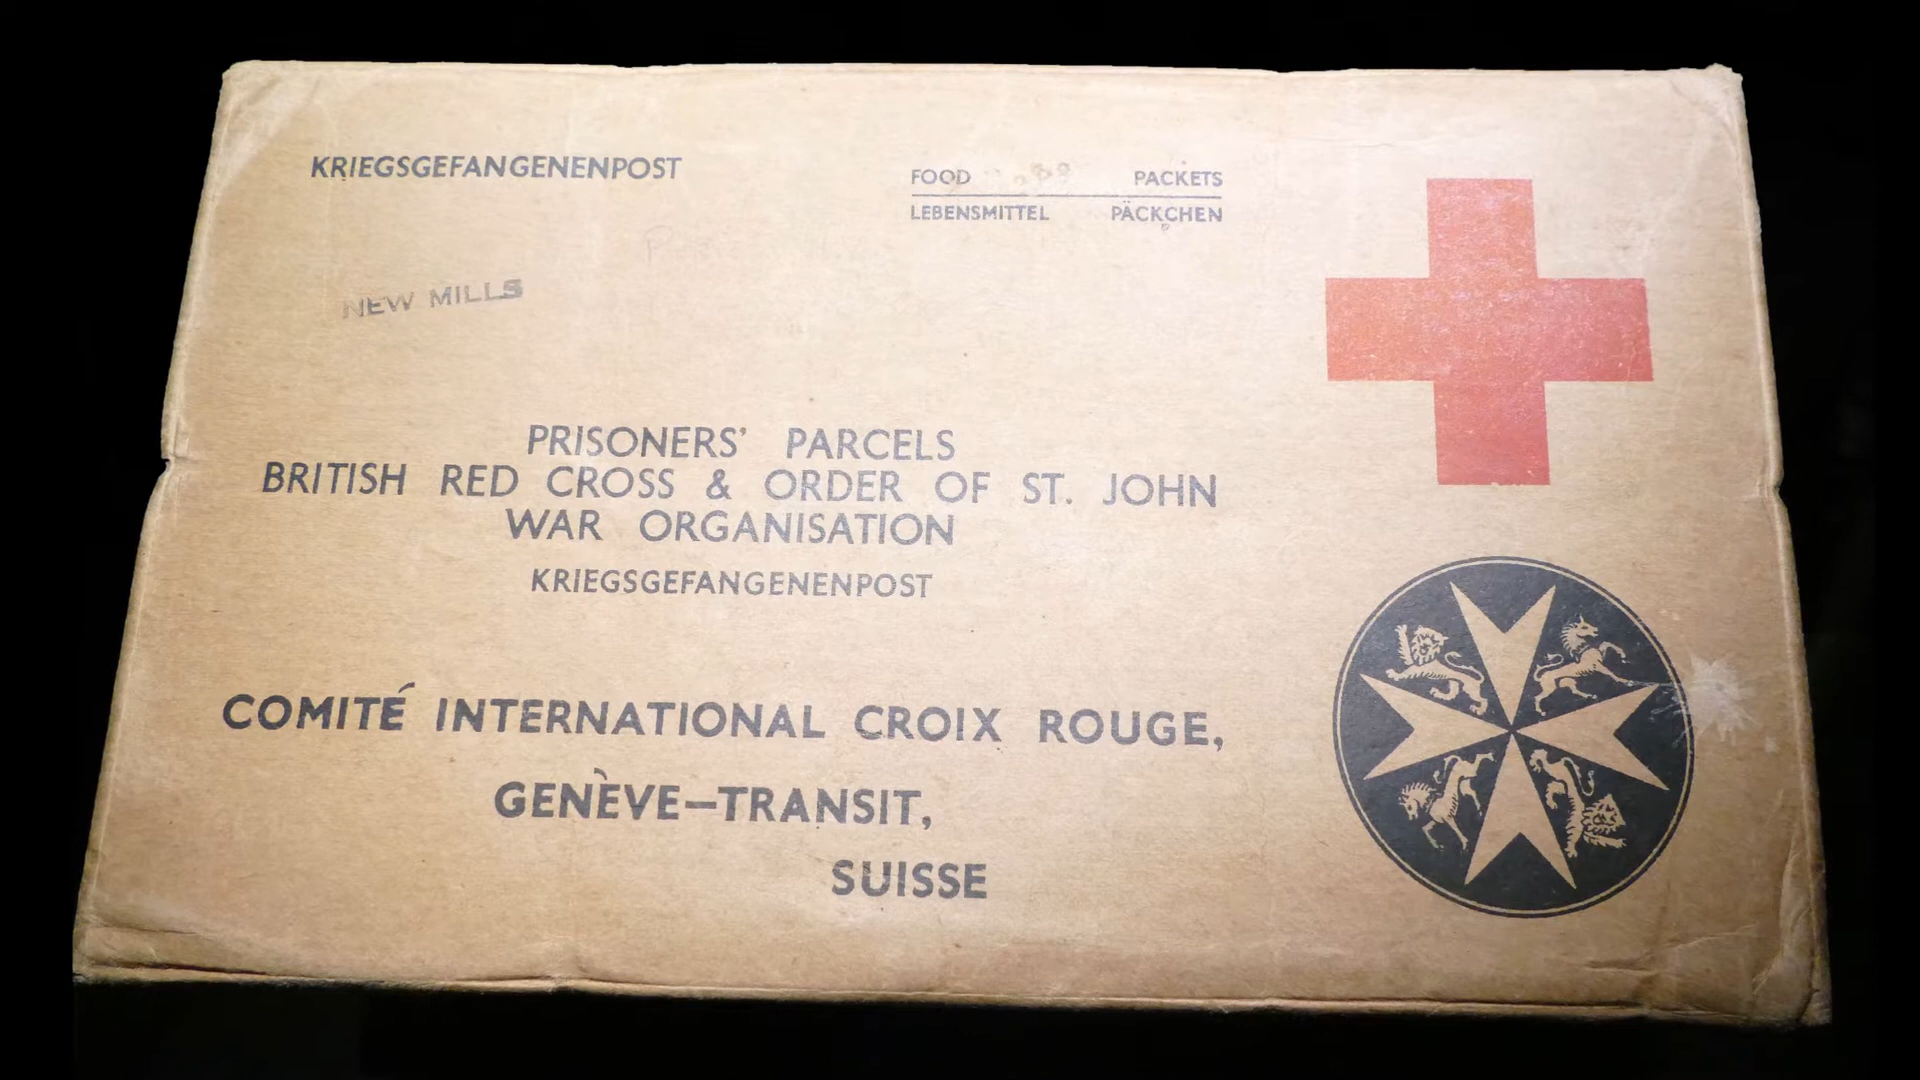 KRIEGSGEFANGENENPOST
FOOD PACKETS
LEBENSMITTEL PÄCKCHEN
NEW MILLS
PRISONERS' PARCELS
BRITISH RED CROSS & ORDER OF ST. JOHN
WAR ORGANISATION
KRIEGSGEFANGENENPOST
COMITÉ INTERNATIONAL CROIX ROUGE,
GENÈVE–TRANSIT,
SUISSE